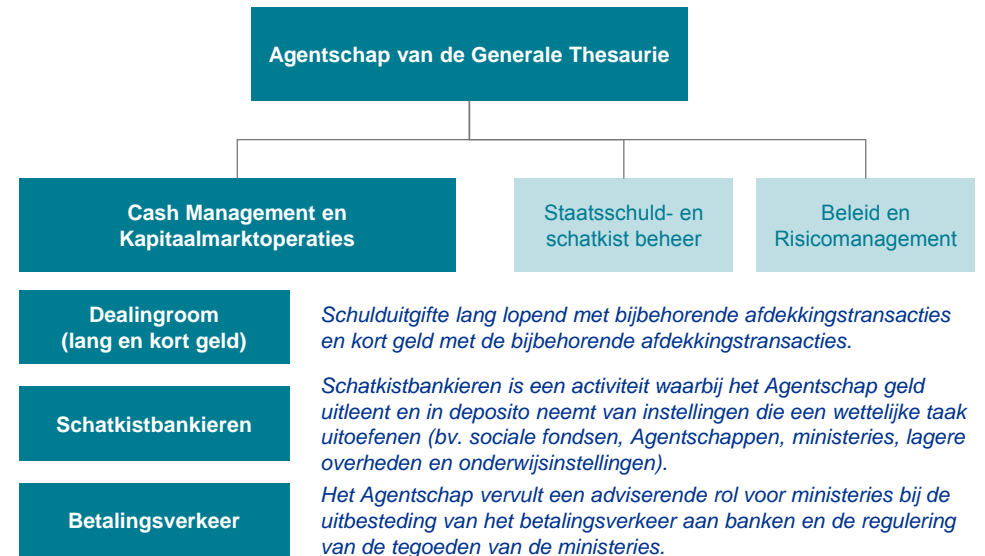 Agentschap van de Generale Thesaurie
Cash Management en
Kapitaalmarktoperaties
Staatsschuld- en
schatkist beheer
Beleid en
Risicomanagement
Dealingroom
(lang en kort geld)
Schulduitgifte lang lopend met bijbehorende afdekkingstransacties
en kort geld met de bijbehorende afdekkingstransacties.
Schatkistbankieren
Schatkistbankieren is een activiteit waarbij het Agentschap geld
uitleent en in deposito neemt van instellingen die een wettelijke taak
uitoefenen (bv. sociale fondsen, Agentschappen, ministeries, lagere
overheden en onderwijsinstellingen).
Betalingsverkeer
Het Agentschap vervult een adviserende rol voor ministeries bij de
uitbesteding van het betalingsverkeer aan banken en de regulering
van de tegoeden van de ministeries.